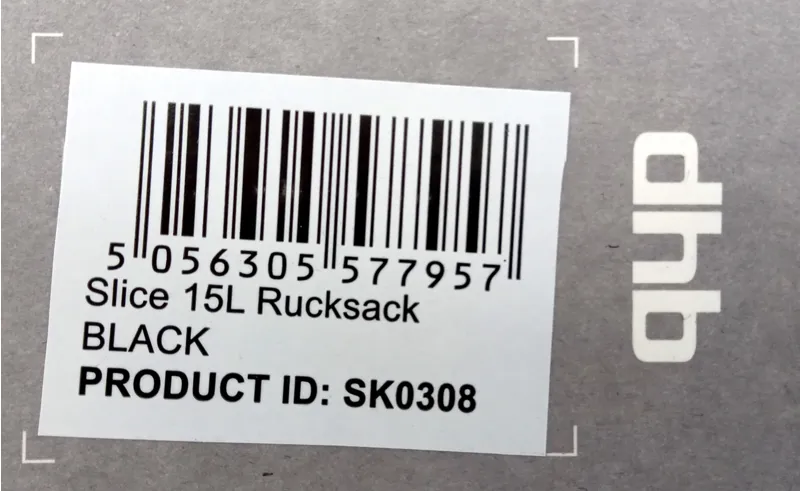 5 056305 577957
Slice 15L Rucksack
BLACK
PRODUCT ID: SK0308
dhb